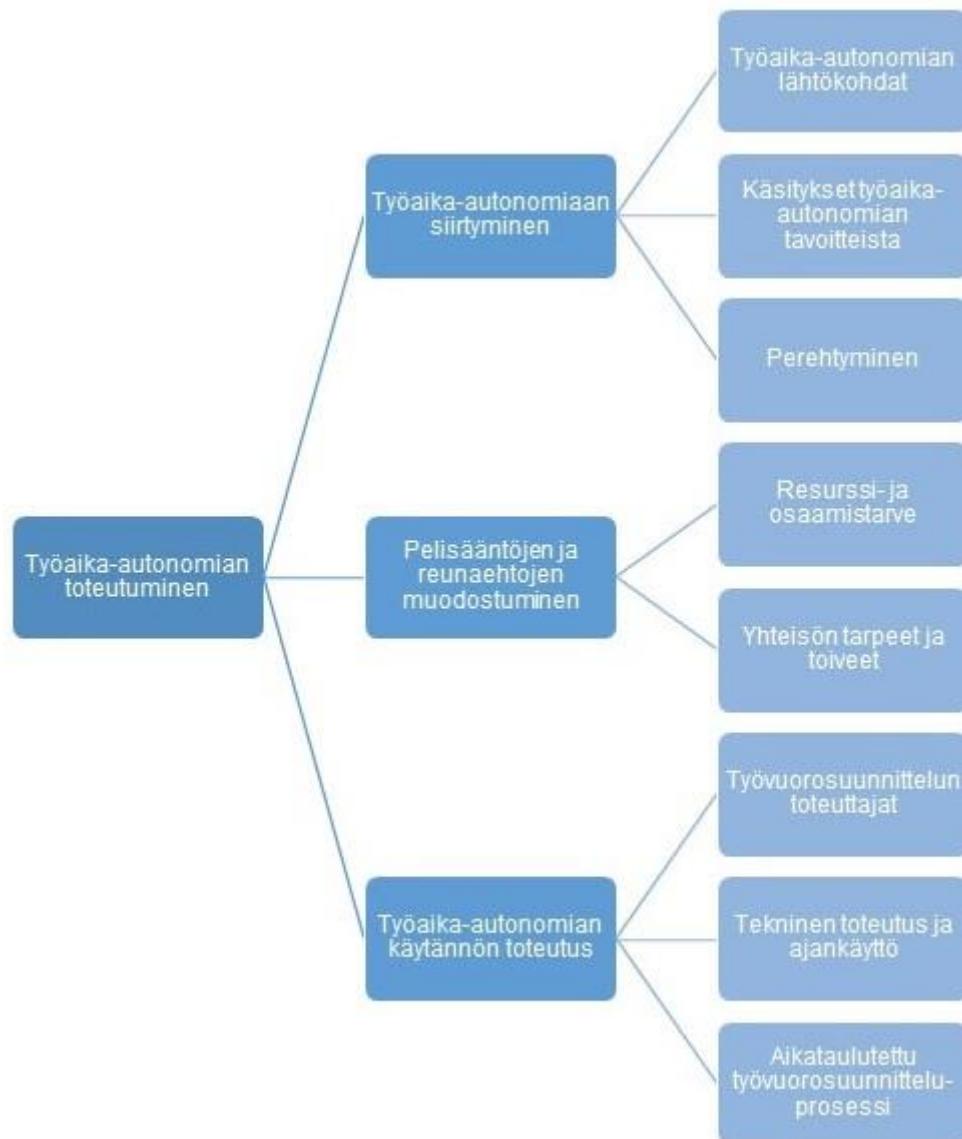 Työaika-autonomian
toteutuminen
Työaika-autonomiaan
siirtyminen
Työaika-autonomian
lähtökohdat
Käsitykset työaika-
autonomian
tavoitteista
Perehtyminen
Pelisääntöjen ja
reunaehtojen
muodostuminen
Resurssi- ja
osaamistarve
Yhteisön tarpeet ja
toiveet
Työaika-autonomian
käytännön toteutus
Työvuorosuunnittelun
toteuttajat
Tekninen toteutus ja
ajankäyttö
Aikataulutettu
työvuorosuunnittelu-
prosessi